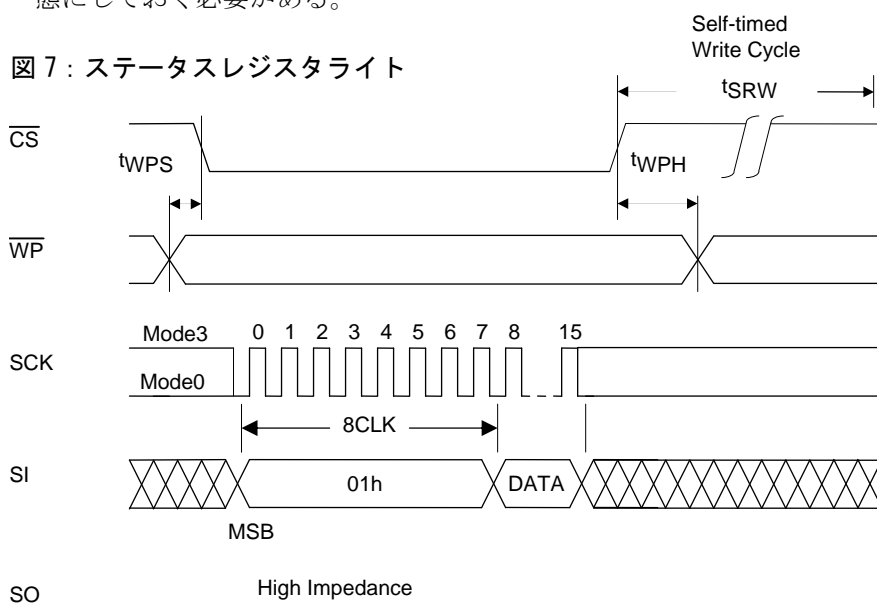 態にしておく必要がある。
図7：ステータスレジスタライト
Self-timed
Write Cycle
tSRW
CS
tWPS
tWPH
WP
Mode3
0 1 2 3 4 5 6 7 8 15
SCK
Mode0
8CLK
SI
01h
DATA
MSB
SO
High Impedance